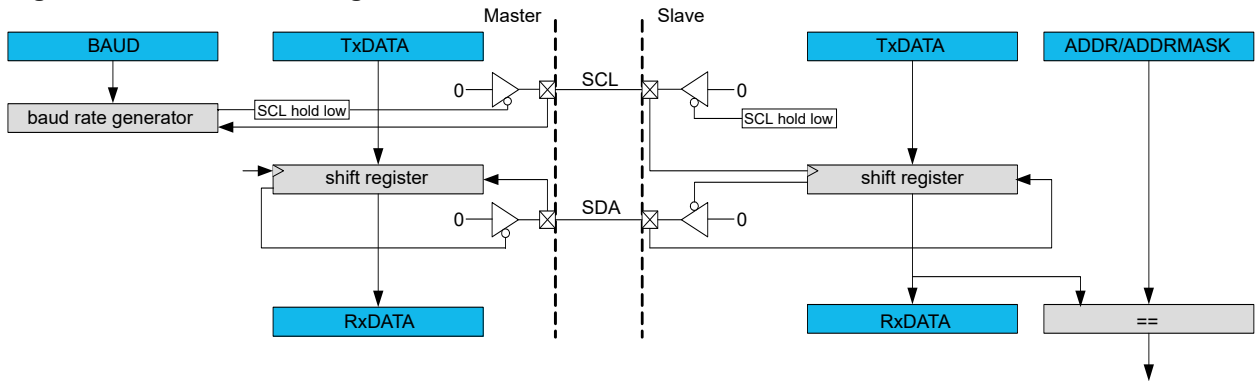 Master Slave
BAUD TxDATA TxDATA ADDR/ADDRMASK
0 SCL 0
baud rate generator SCL hold low SCL hold low
shift register shift register
0 SDA 0
RxDATA RxDATA ==